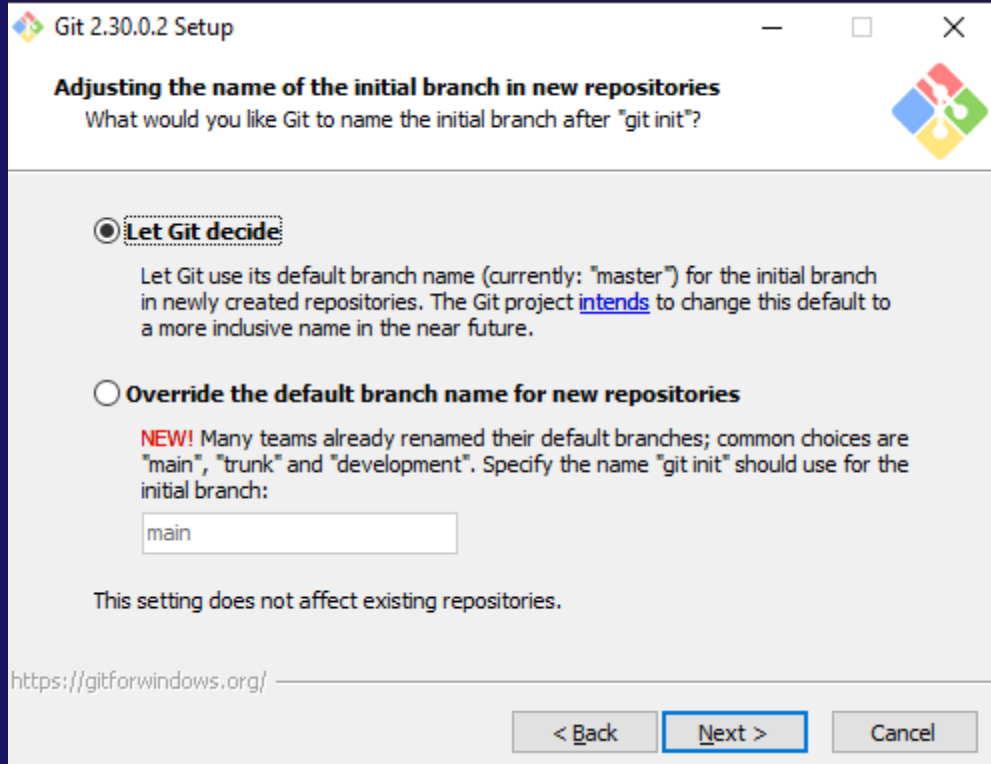 Git 2.30.0.2 Setup
Adjusting the name of the initial branch in new repositories
What would you like Git to name the initial branch after "git init"?
Let Git decide
Let Git use its default branch name (currently: "master") for the initial branch
in newly created repositories. The Git project intends to change this default to
a more inclusive name in the near future.
Override the default branch name for new repositories
NEW! Many teams already renamed their default branches; common choices are
"main", "trunk" and "development". Specify the name "git init" should use for the
initial branch:
main
This setting does not affect existing repositories.
https://gitforwindows.org/
< Back
Next >
Cancel